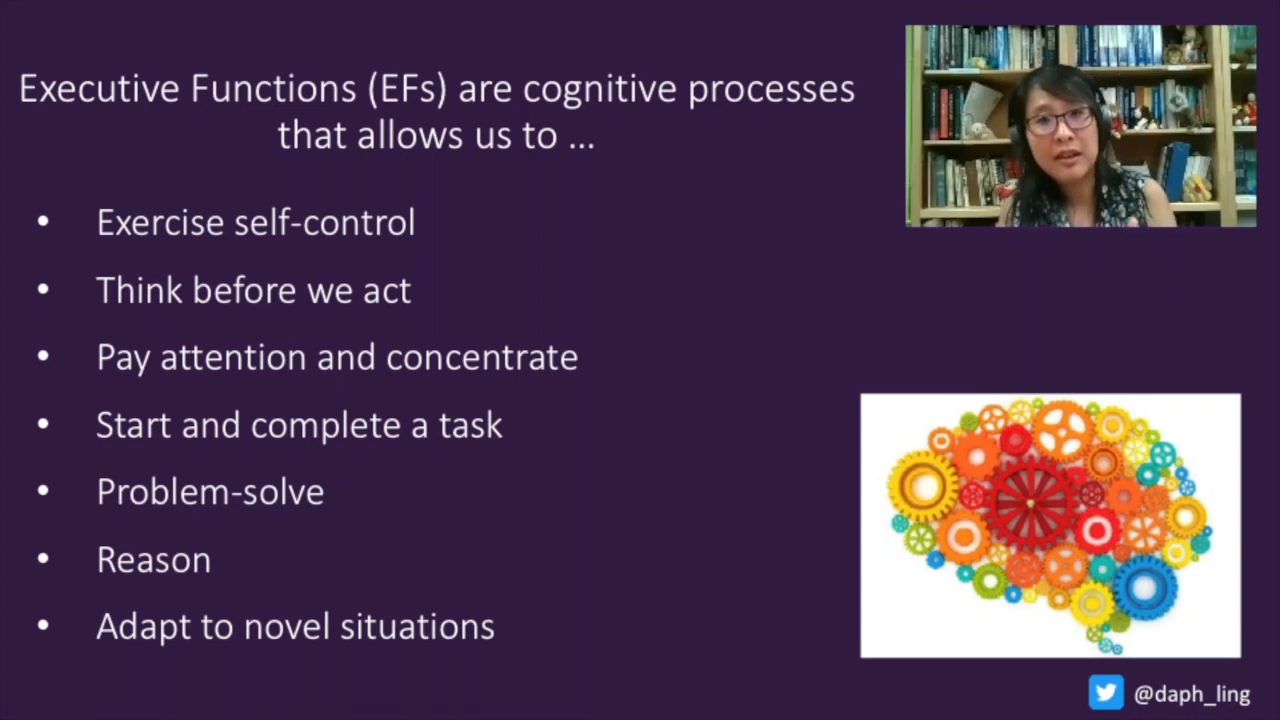 Executive Functions (EFs) are cognitive processes
that allows us to ...
• Exercise self-control
• Think before we act
• Pay attention and concentrate
• Start and complete a task
• Problem-solve
• Reason
• Adapt to novel situations
@daph_ling